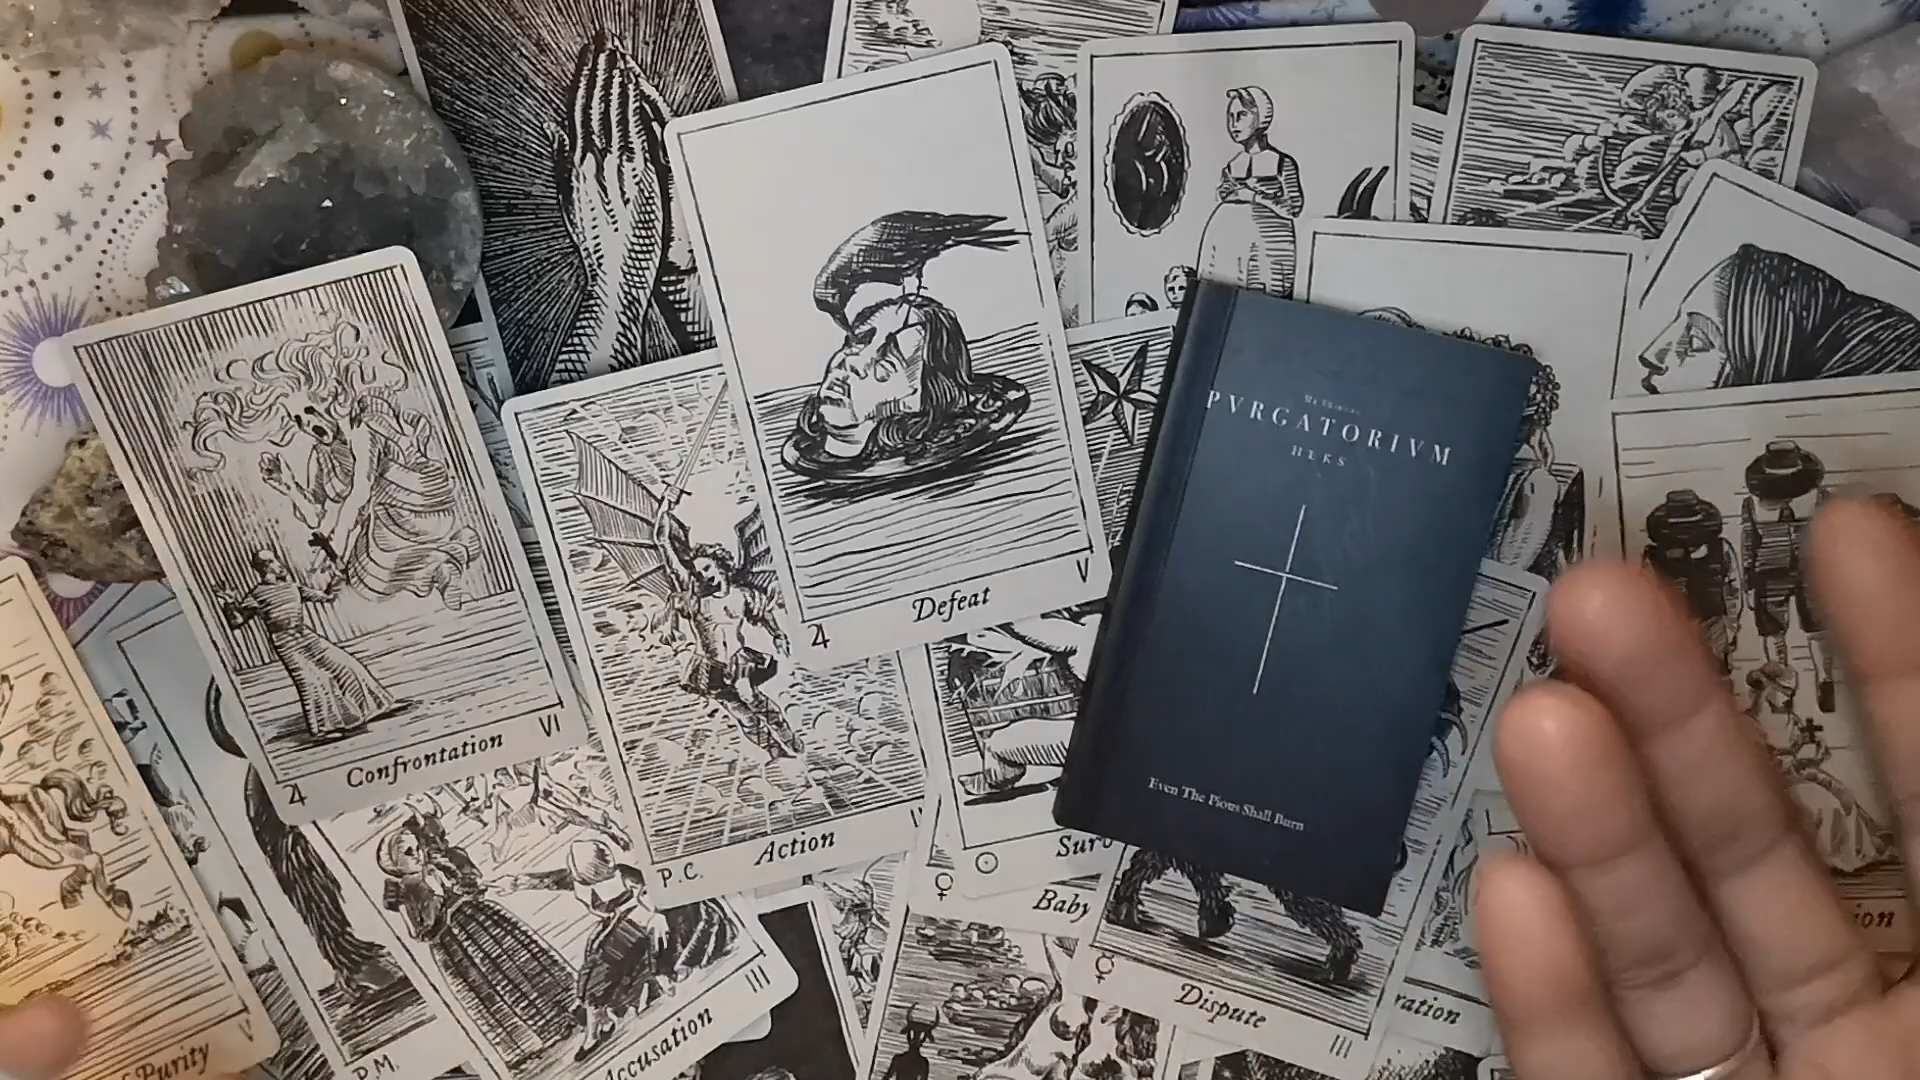 PVRGATORIVM
HEKS
Even The Pious Shall Burn
V
Defeat
♃
VI
Confrontation
♃
Action
P.C.
III
Accusation
P.M.
V
Purity
☉
Baby
♀
☿
Dispute
III